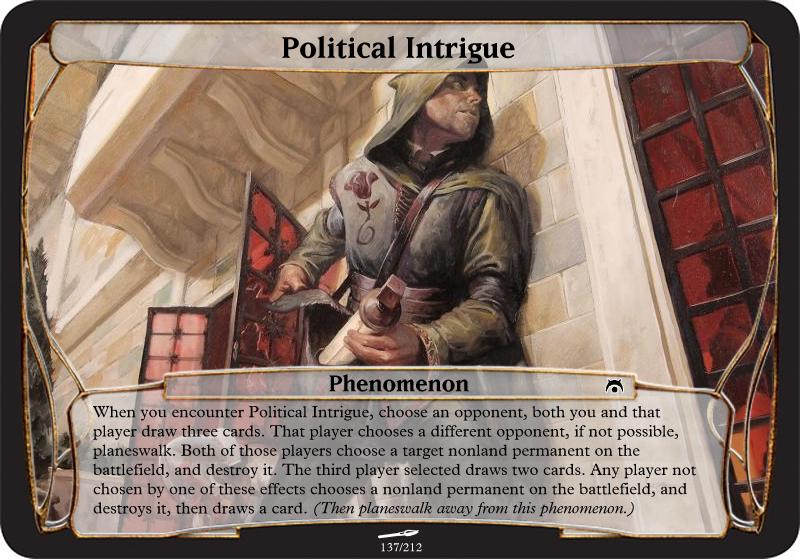 Political Intrigue
Phenomenon
When you encounter Political Intrigue, choose an opponent, both you and that
player draw three cards. That player chooses a different opponent, if not possible,
planeswalk. Both of those players choose a target nonland permanent on the
battlefield, and destroy it. The third player selected draws two cards. Any player not
chosen by one of these effects chooses a nonland permanent on the battlefield, and
destroys it, then draws a card. (Then planeswalk away from this phenomenon.)
137/212